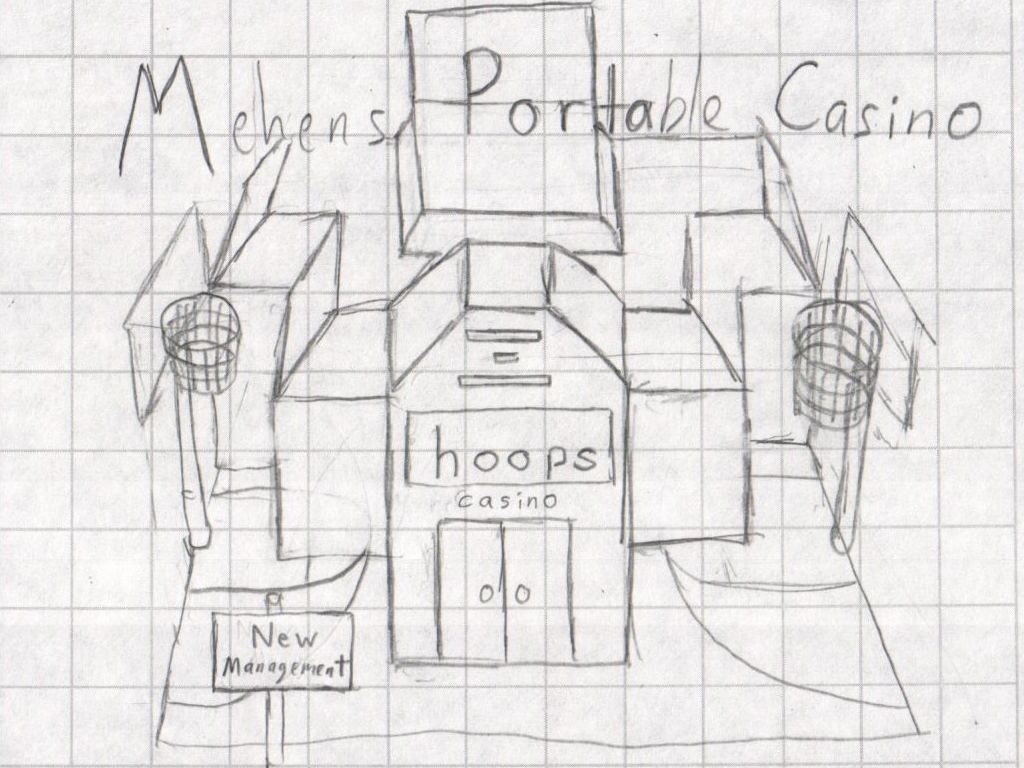 Mehens Portable Casino
hoops
casino
New
Management